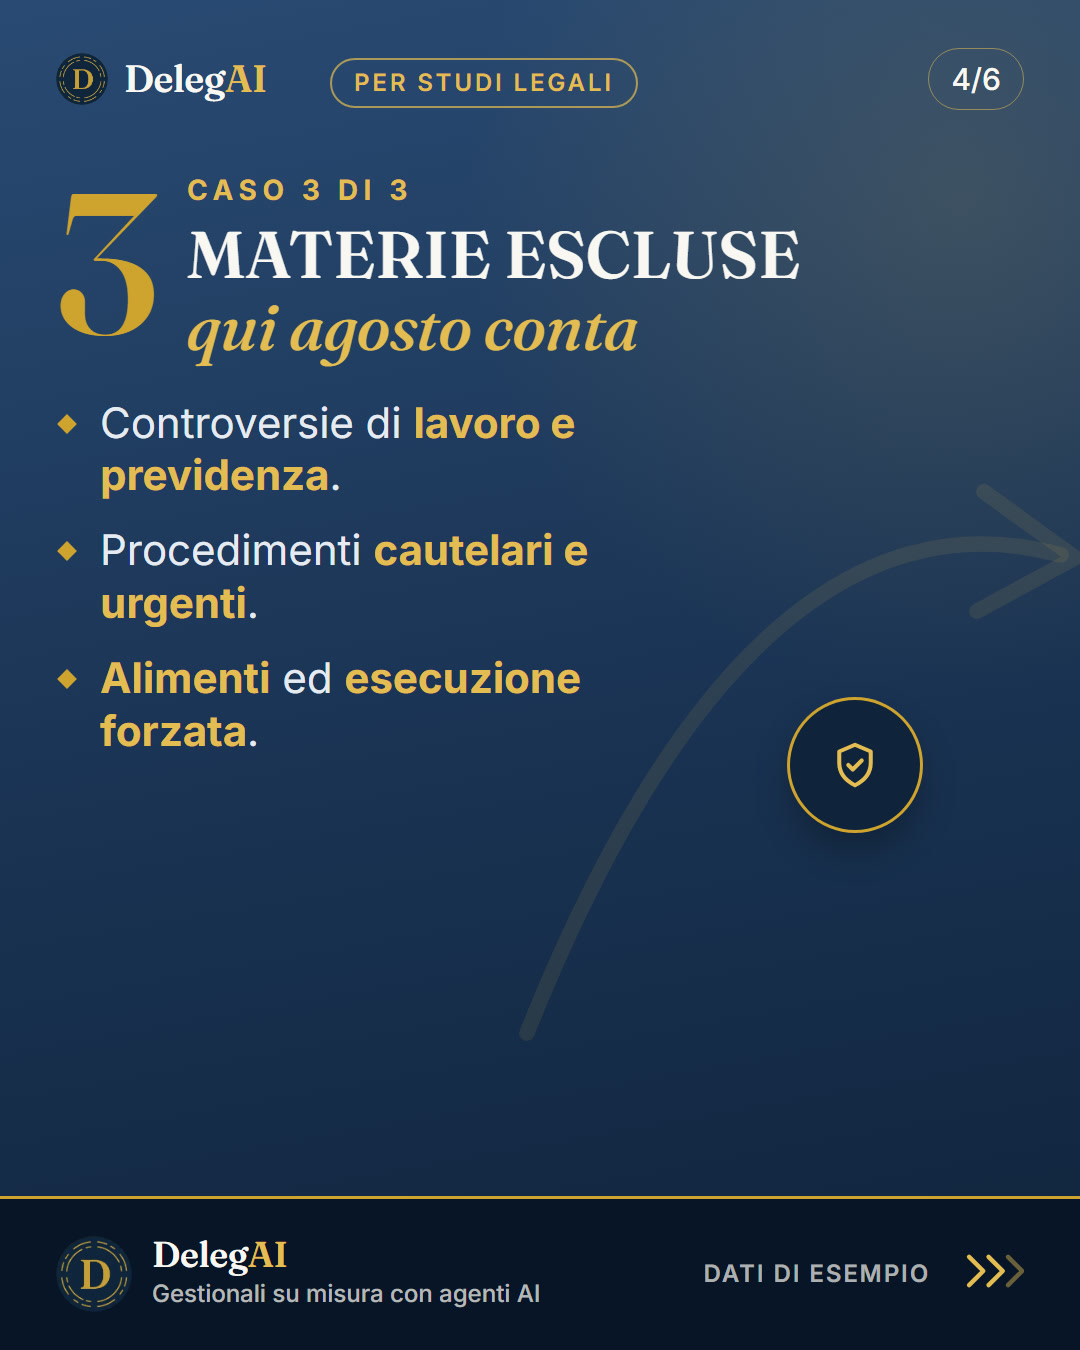 D DelegAI
PER STUDI LEGALI
4/6
3
CASO 3 DI 3
MATERIE ESCLUSE
qui agosto conta
Controversie di lavoro e
previdenza.
Procedimenti cautelari e
urgenti.
Alimenti ed esecuzione
forzata.
D
DelegAI
Gestionali su misura con agenti AI
DATI DI ESEMPIO